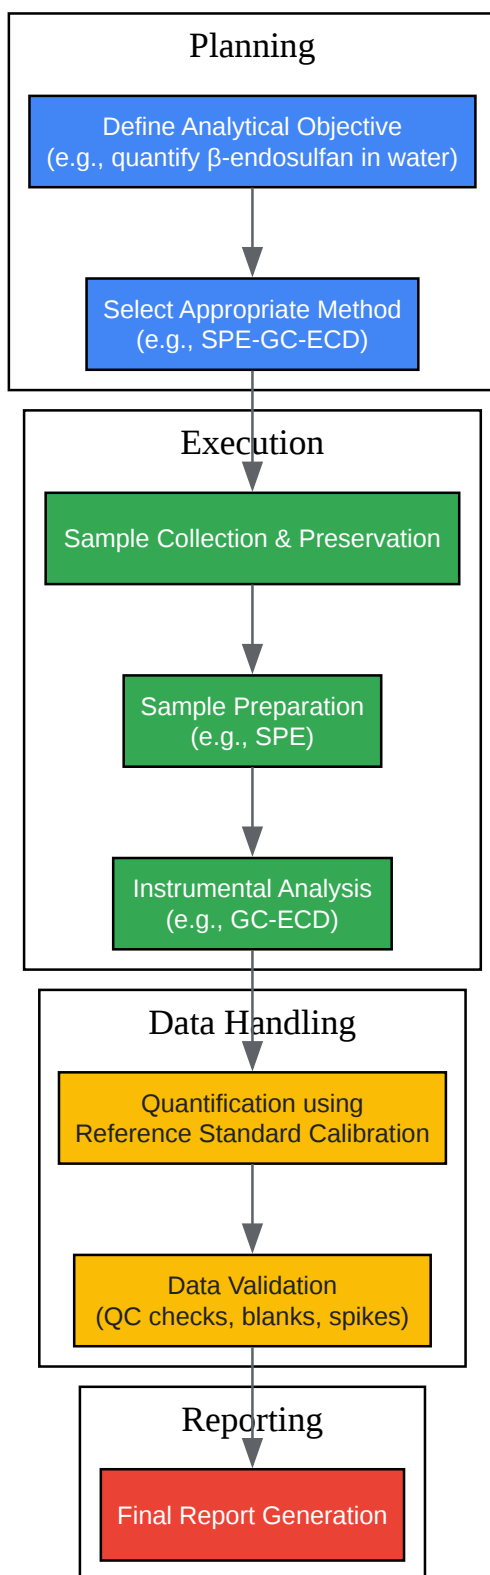 Planning
Define Analytical Objective
(e.g., quantify β-endosulfan in water)
Select Appropriate Method
(e.g., SPE-GC-ECD)
Execution
Sample Collection & Preservation
Sample Preparation
(e.g., SPE)
Instrumental Analysis
(e.g., GC-ECD)
Data Handling
Quantification using
Reference Standard Calibration
Data Validation
(QC checks, blanks, spikes)
Reporting
Final Report Generation